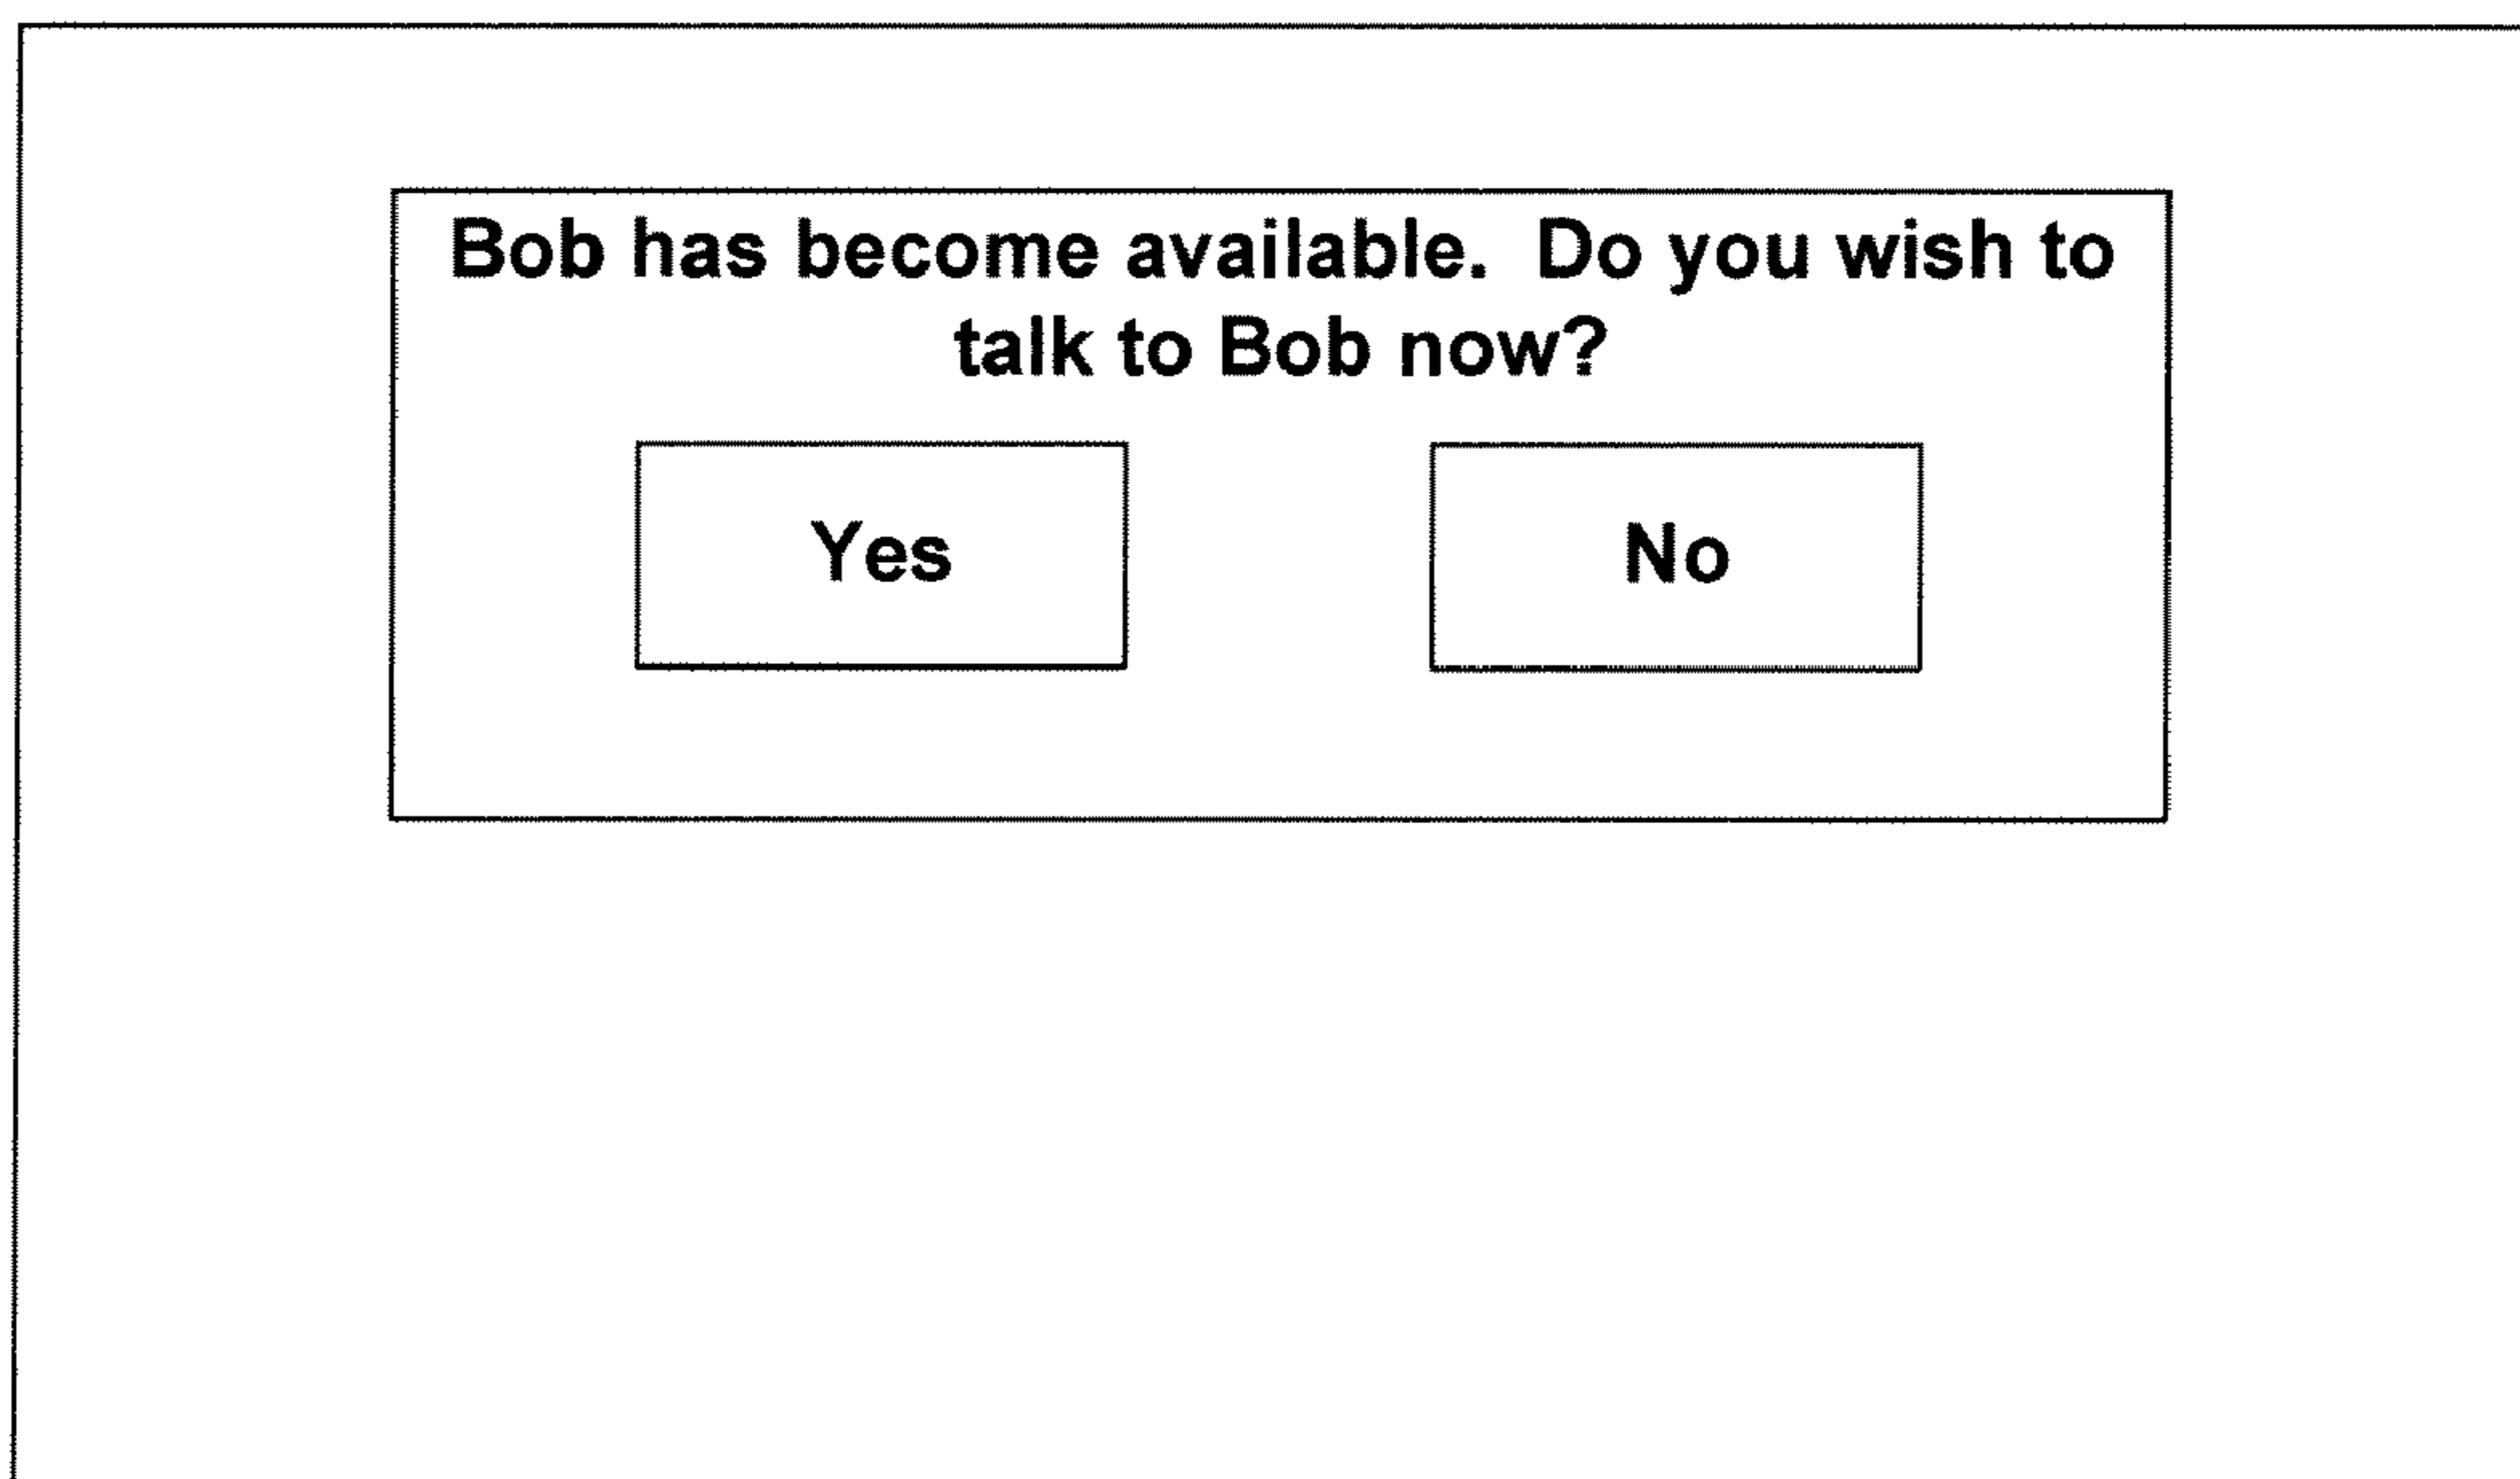 Bob has become available.  Do you wish to
talk to Bob now?
Yes
No